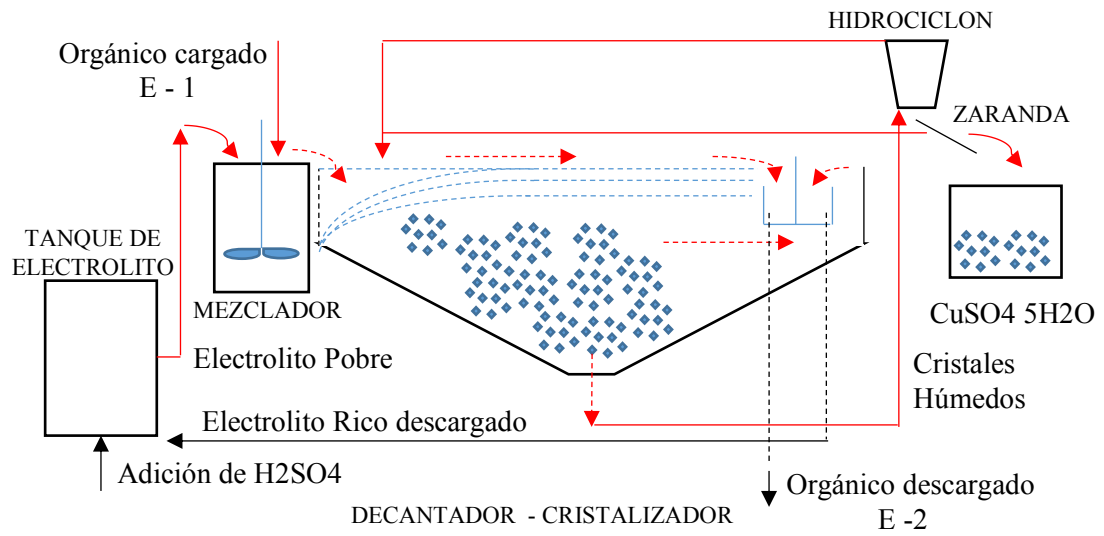 HIDROCICLON
Orgánico cargado
E - 1
ZARANDA
TANQUE DE
ELECTROLITO
MEZCLADOR
CuSO4 5H2O
Electrolito Pobre
Cristales
Húmedos
Electrolito Rico descargado
Adición de H2SO4
Orgánico descargado
E -2
DECANTADOR - CRISTALIZADOR